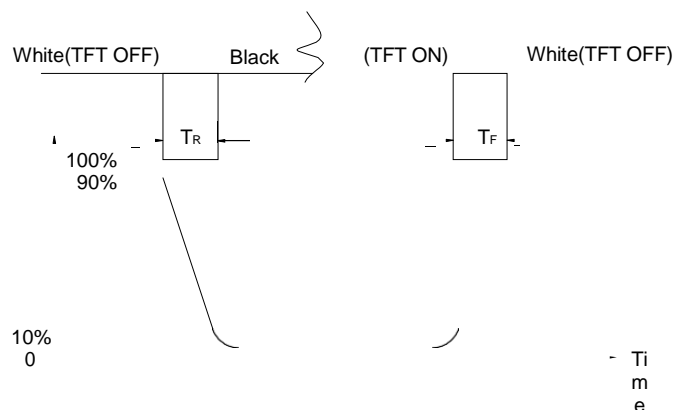 White(TFT OFF) Black (TFT ON) White(TFT OFF)
TR TF
100%
90%
10%
0
Ti
m
e